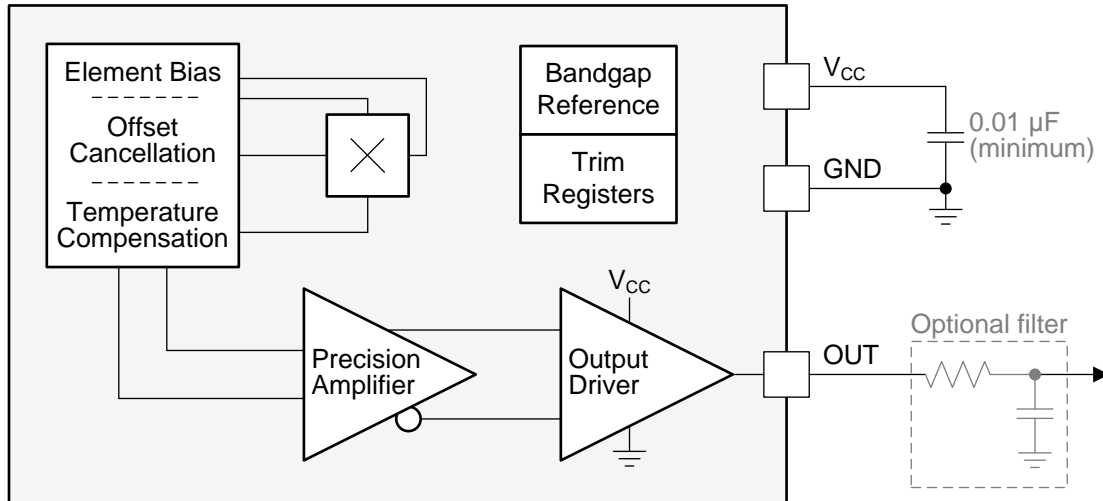 Element Bias
Offset
Cancellation
Temperature
Compensation
Bandgap
Reference
Trim
Registers
VCC
0.01 µF
(minimum)
GND
Precision
Amplifier
VCC
Output
Driver
OUT
Optional filter